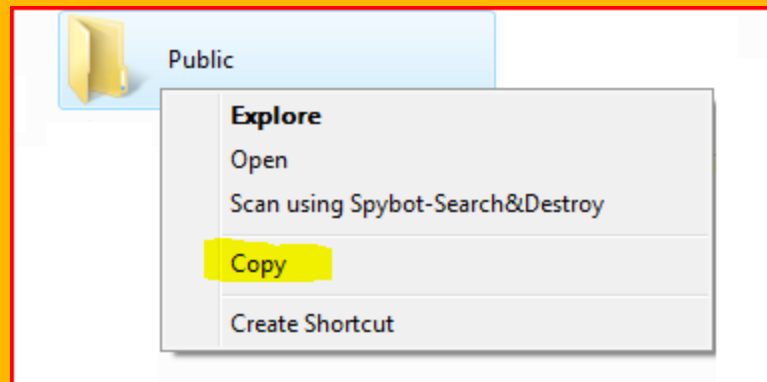 Public
Explore
Open
Scan using Spybot-Search&Destroy
Copy
Create Shortcut